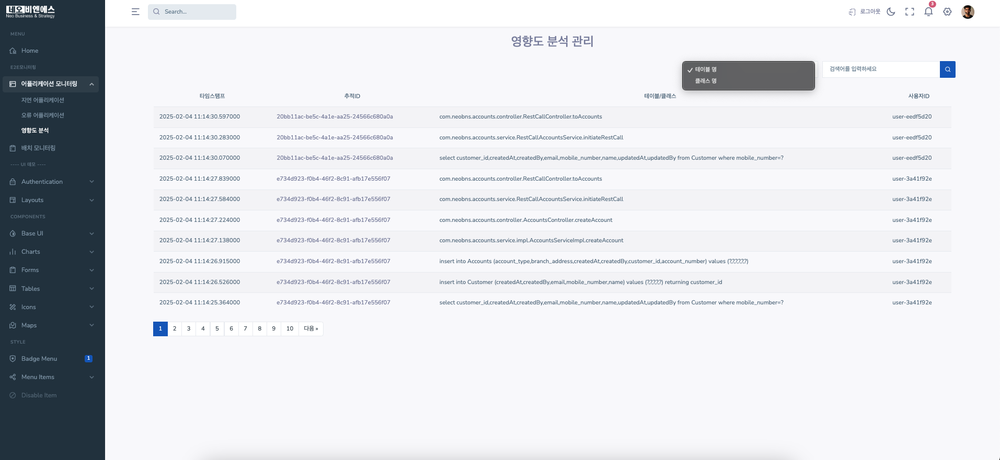 네오비엔에스
Neo Business & Strategy
MENU
Home
E2E모니터링
어플리케이션 모니터링
지연 어플리케이션
오류 어플리케이션
영향도 분석
배치 모니터링
---- UI 데모 ----
Authentication
Layouts
COMPONENTS
Base UI
Charts
Forms
Tables
Icons
Maps
STYLE
Badge Menu 1
Menu Items
Disable Item
Search...
로그아웃
3
영향도 분석 관리
✓ 테이블 명
클래스 명
검색어를 입력하세요
타임스탬프 추적ID 테이블/클래스 사용자ID
2025-02-04 11:14:30.597000 20bb11ac-be5c-4a1e-aa25-24566c680a0a com.neobns.accounts.controller.RestCallController.toAccounts user-eedf5d20
2025-02-04 11:14:30.283000 20bb11ac-be5c-4a1e-aa25-24566c680a0a com.neobns.accounts.service.RestCallAccountsService.initiateRestCall user-eedf5d20
2025-02-04 11:14:30.070000 20bb11ac-be5c-4a1e-aa25-24566c680a0a select customer_id,createdAt,createdBy,email,mobile_number,name,updatedAt,updatedBy from Customer where mobile_number=? user-eedf5d20
2025-02-04 11:14:27.839000 e734d923-f0b4-46f2-8c91-afb17e556f07 com.neobns.accounts.controller.RestCallController.toAccounts user-3a41f92e
2025-02-04 11:14:27.584000 e734d923-f0b4-46f2-8c91-afb17e556f07 com.neobns.accounts.service.RestCallAccountsService.initiateRestCall user-3a41f92e
2025-02-04 11:14:27.224000 e734d923-f0b4-46f2-8c91-afb17e556f07 com.neobns.accounts.controller.AccountsController.createAccount user-3a41f92e
2025-02-04 11:14:27.138000 e734d923-f0b4-46f2-8c91-afb17e556f07 com.neobns.accounts.service.impl.AccountsServiceImpl.createAccount user-3a41f92e
2025-02-04 11:14:26.915000 e734d923-f0b4-46f2-8c91-afb17e556f07 insert into Accounts (account_type,branch_address,createdAt,createdBy,customer_id,account_number) values (?,?,?,?,?,?) user-3a41f92e
2025-02-04 11:14:26.526000 e734d923-f0b4-46f2-8c91-afb17e556f07 insert into Customer (createdAt,createdBy,email,mobile_number,name) values (?,?,?,?,?) returning customer_id user-3a41f92e
2025-02-04 11:14:25.364000 e734d923-f0b4-46f2-8c91-afb17e556f07 select customer_id,createdAt,createdBy,email,mobile_number,name,updatedAt,updatedBy from Customer where mobile_number=? user-3a41f92e
1 2 3 4 5 6 7 8 9 10 다음 »